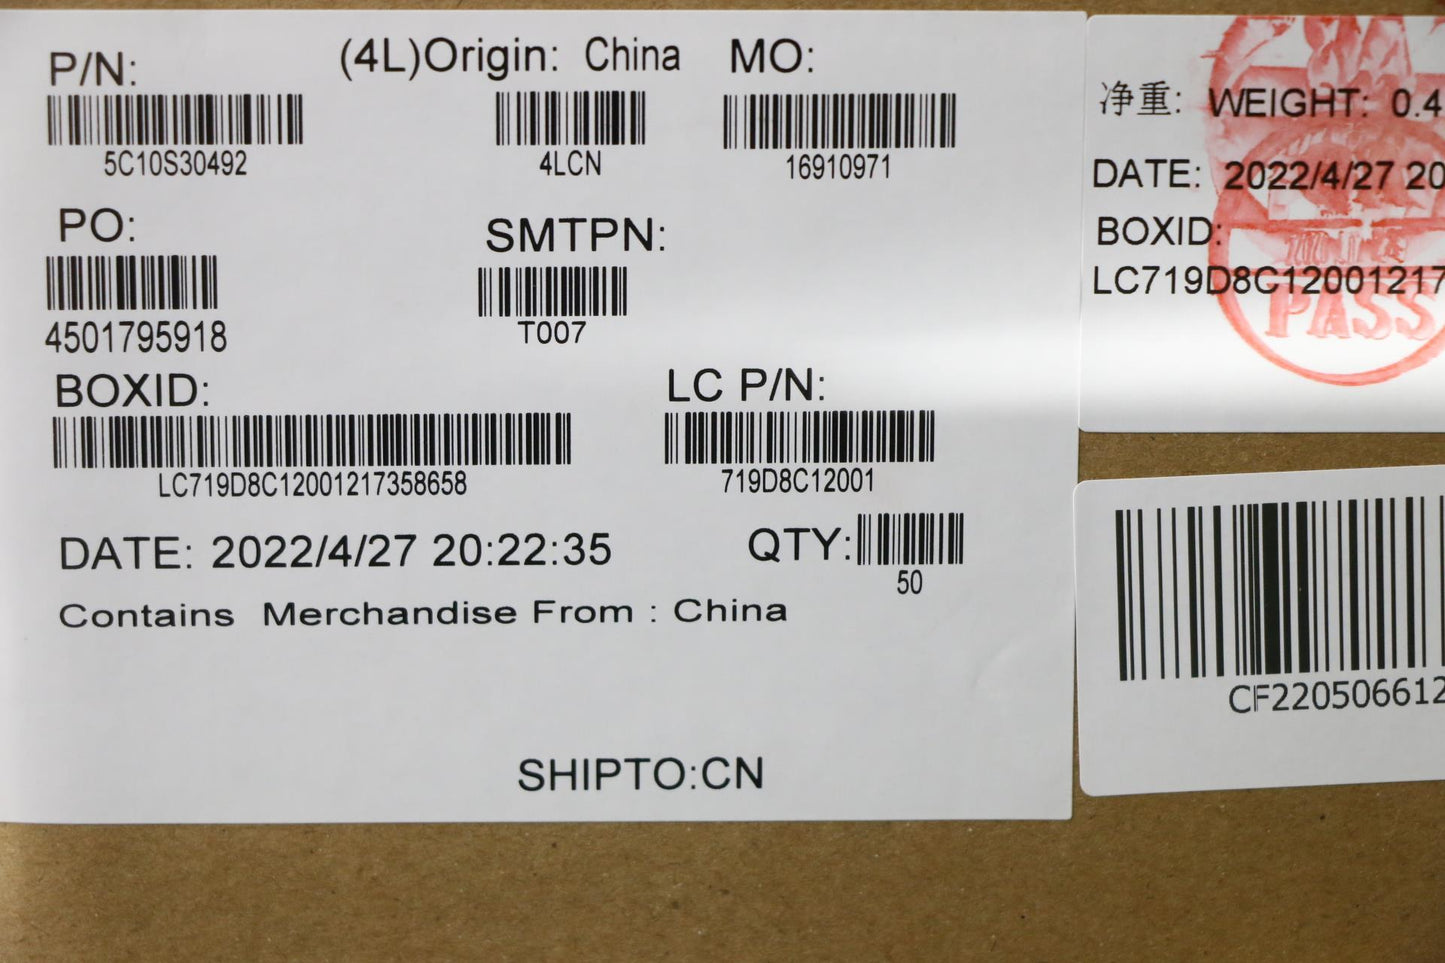 P/N:
(4L)Origin: China
MO:
5C10S30492
4LCN
16910971
PO:
SMTPN:
4501795918
T007
BOXID:
LC P/N:
LC719D8C12001217358658
719D8C12001
DATE: 2022/4/27 20:22:35
QTY:
50
Contains Merchandise From : China
SHIPTO:CN
净重: WEIGHT: 0.4
DATE: 2022/4/27 20
BOXID:
LC719D8C12001217
PASS
CF220506612